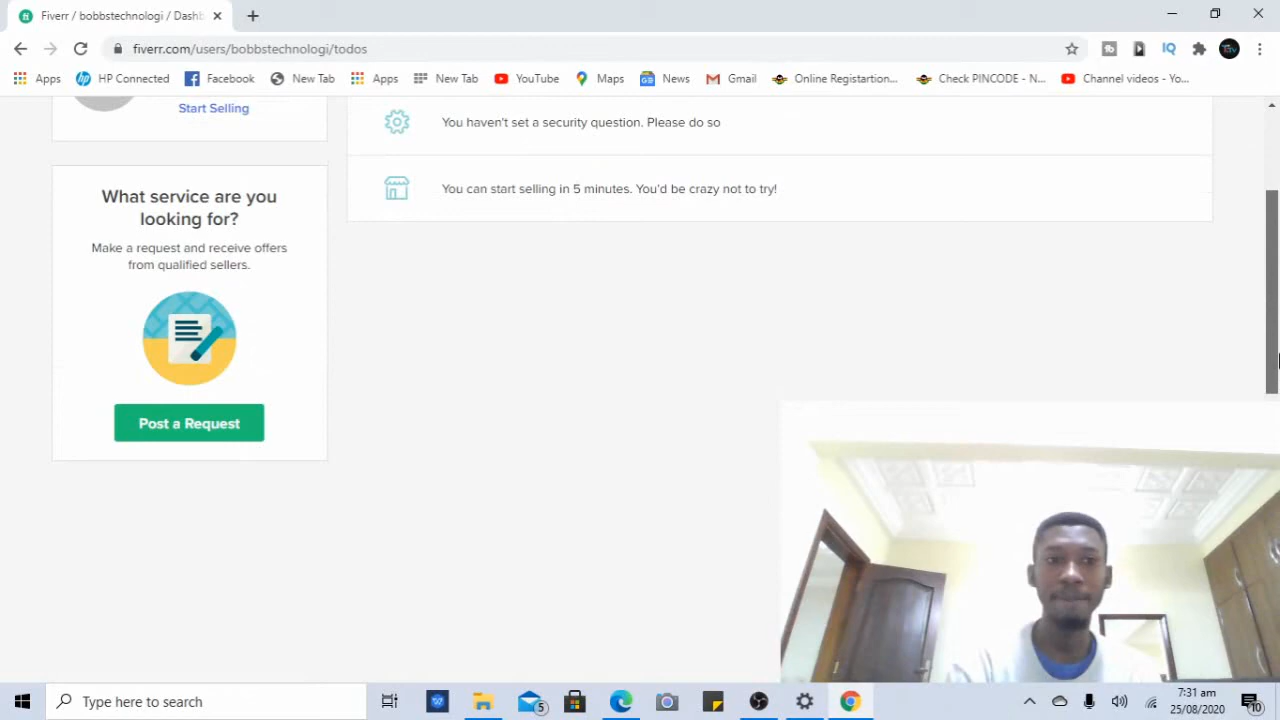 Fiverr / bobbstechnologi / Dashb
fiverr.com/users/bobbstechnologi/todos
Apps HP Connected Facebook New Tab Apps New Tab YouTube Maps News Gmail Online Registartion... Check PINCODE - N... Channel videos - Yo...
Start Selling
You haven't set a security question. Please do so
You can start selling in 5 minutes. You'd be crazy not to try!
What service are you
looking for?
Make a request and receive offers
from qualified sellers.
Post a Request
Type here to search
5
7:31 am
25/08/2020
10